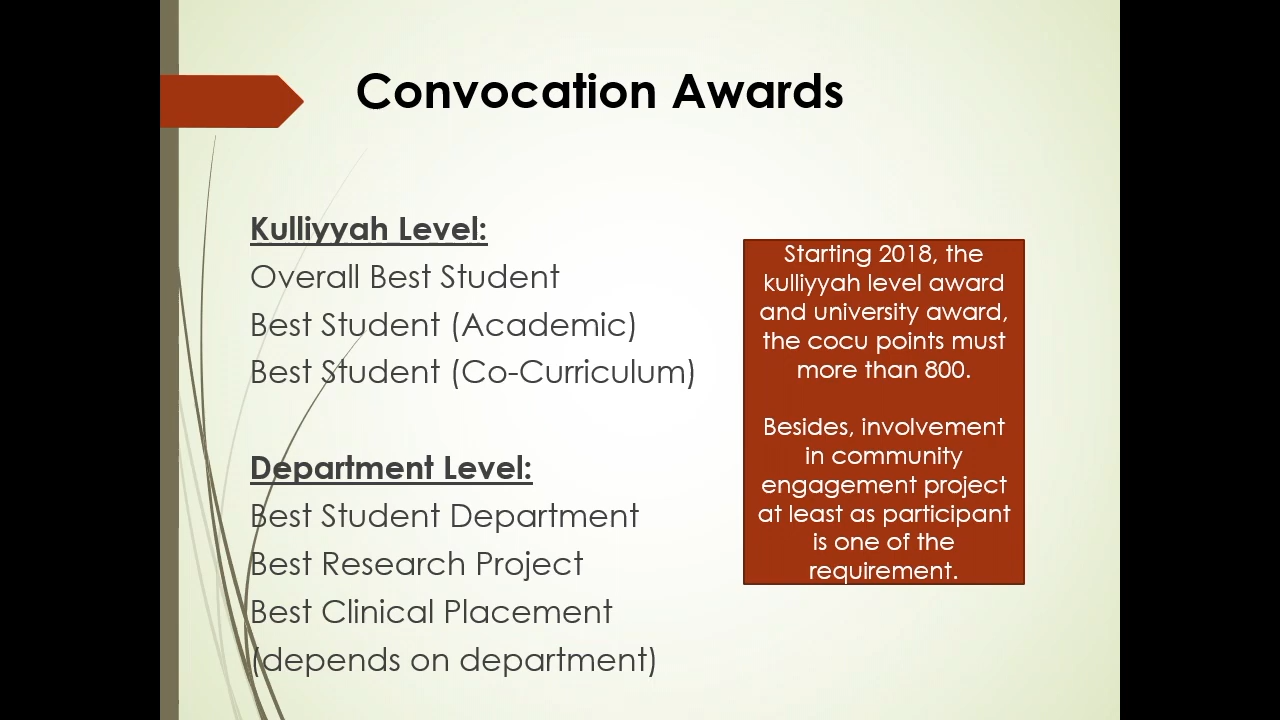 Convocation Awards
Kulliyyah Level:
Overall Best Student
Best Student (Academic)
Best Student (Co-Curriculum)
Department Level:
Best Student Department
Best Research Project
Best Clinical Placement
(depends on department)
Starting 2018, the
kulliyyah level award
and university award,
the cocu points must
more than 800.
Besides, involvement
in community
engagement project
at least as participant
is one of the
requirement.